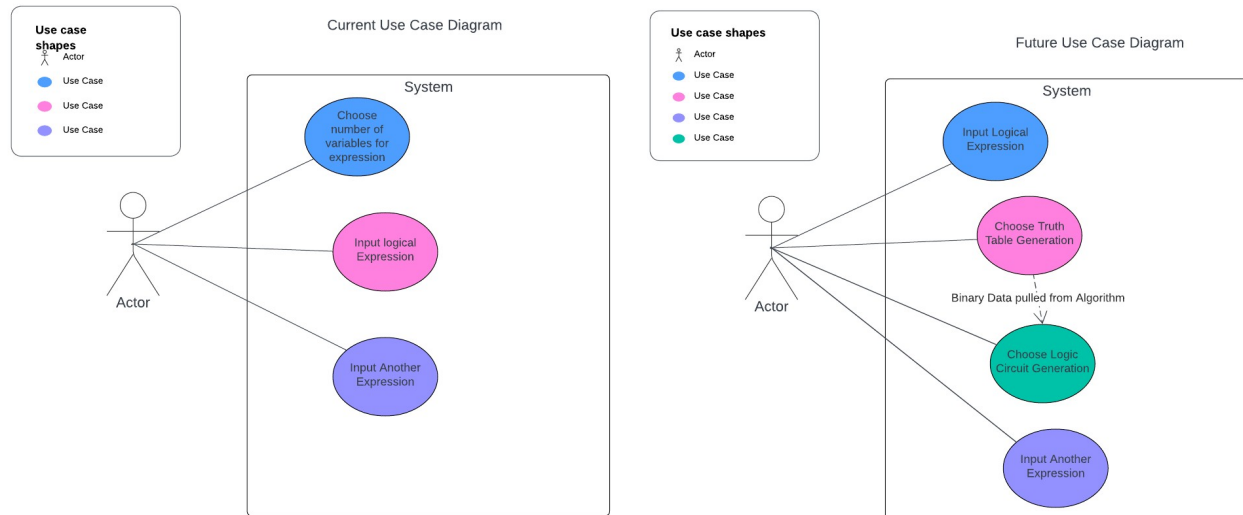 Use case
shapes
Actor
Use Case
Use Case
Use Case
Current Use Case Diagram
System
Choose
number of
variables for
expression
Input logical
Expression
Input Another
Expression
Actor
Use case shapes
Actor
Use Case
Use Case
Use Case
Use Case
Future Use Case Diagram
System
Input Logical
Expression
Choose Truth
Table Generation
Binary Data pulled from Algorithm
Choose Logic
Circuit Generation
Input Another
Expression
Actor